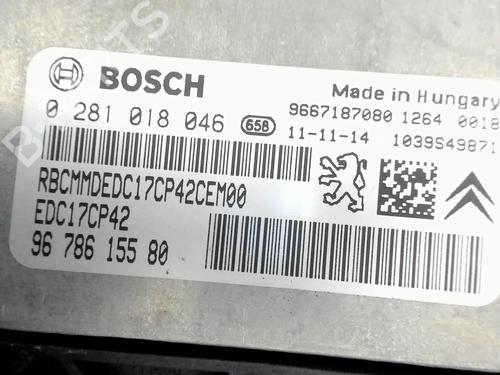 BOSCH
Made in Hungary
0 281 018 046 658
9667187080 1264 0018
11-11-14 1039S49871
RBCMMDEDC17CP42CEM00
EDC17CP42
96 786 155 80